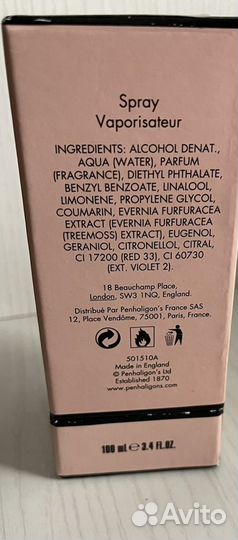 Spray
Vaporisateur
INGREDIENTS: ALCOHOL DENAT.,
AQUA (WATER), PARFUM
(FRAGRANCE), DIETHYL PHTHALATE,
BENZYL BENZOATE, LINALOOL,
LIMONENE, PROPYLENE GLYCOL,
COUMARIN, EVERNIA FURFURACEA
EXTRACT (EVERNIA FURFURACEA
(TREEMOSS) EXTRACT), EUGENOL,
GERANIOL, CITRONELLOL, CITRAL,
CI 17200 (RED 33), CI 60730
(EXT. VIOLET 2).
18 Beauchamp Place,
London, SW3 1NQ, England.
Distribué Par Penhaligon's France SAS
12, Place Vendôme, 75001, Paris, France.
501510A
Made in England
© Penhaligon's Ltd
Established 1870
www.penhaligons.com
100 ml e 3.4 FL.OZ.
Avito